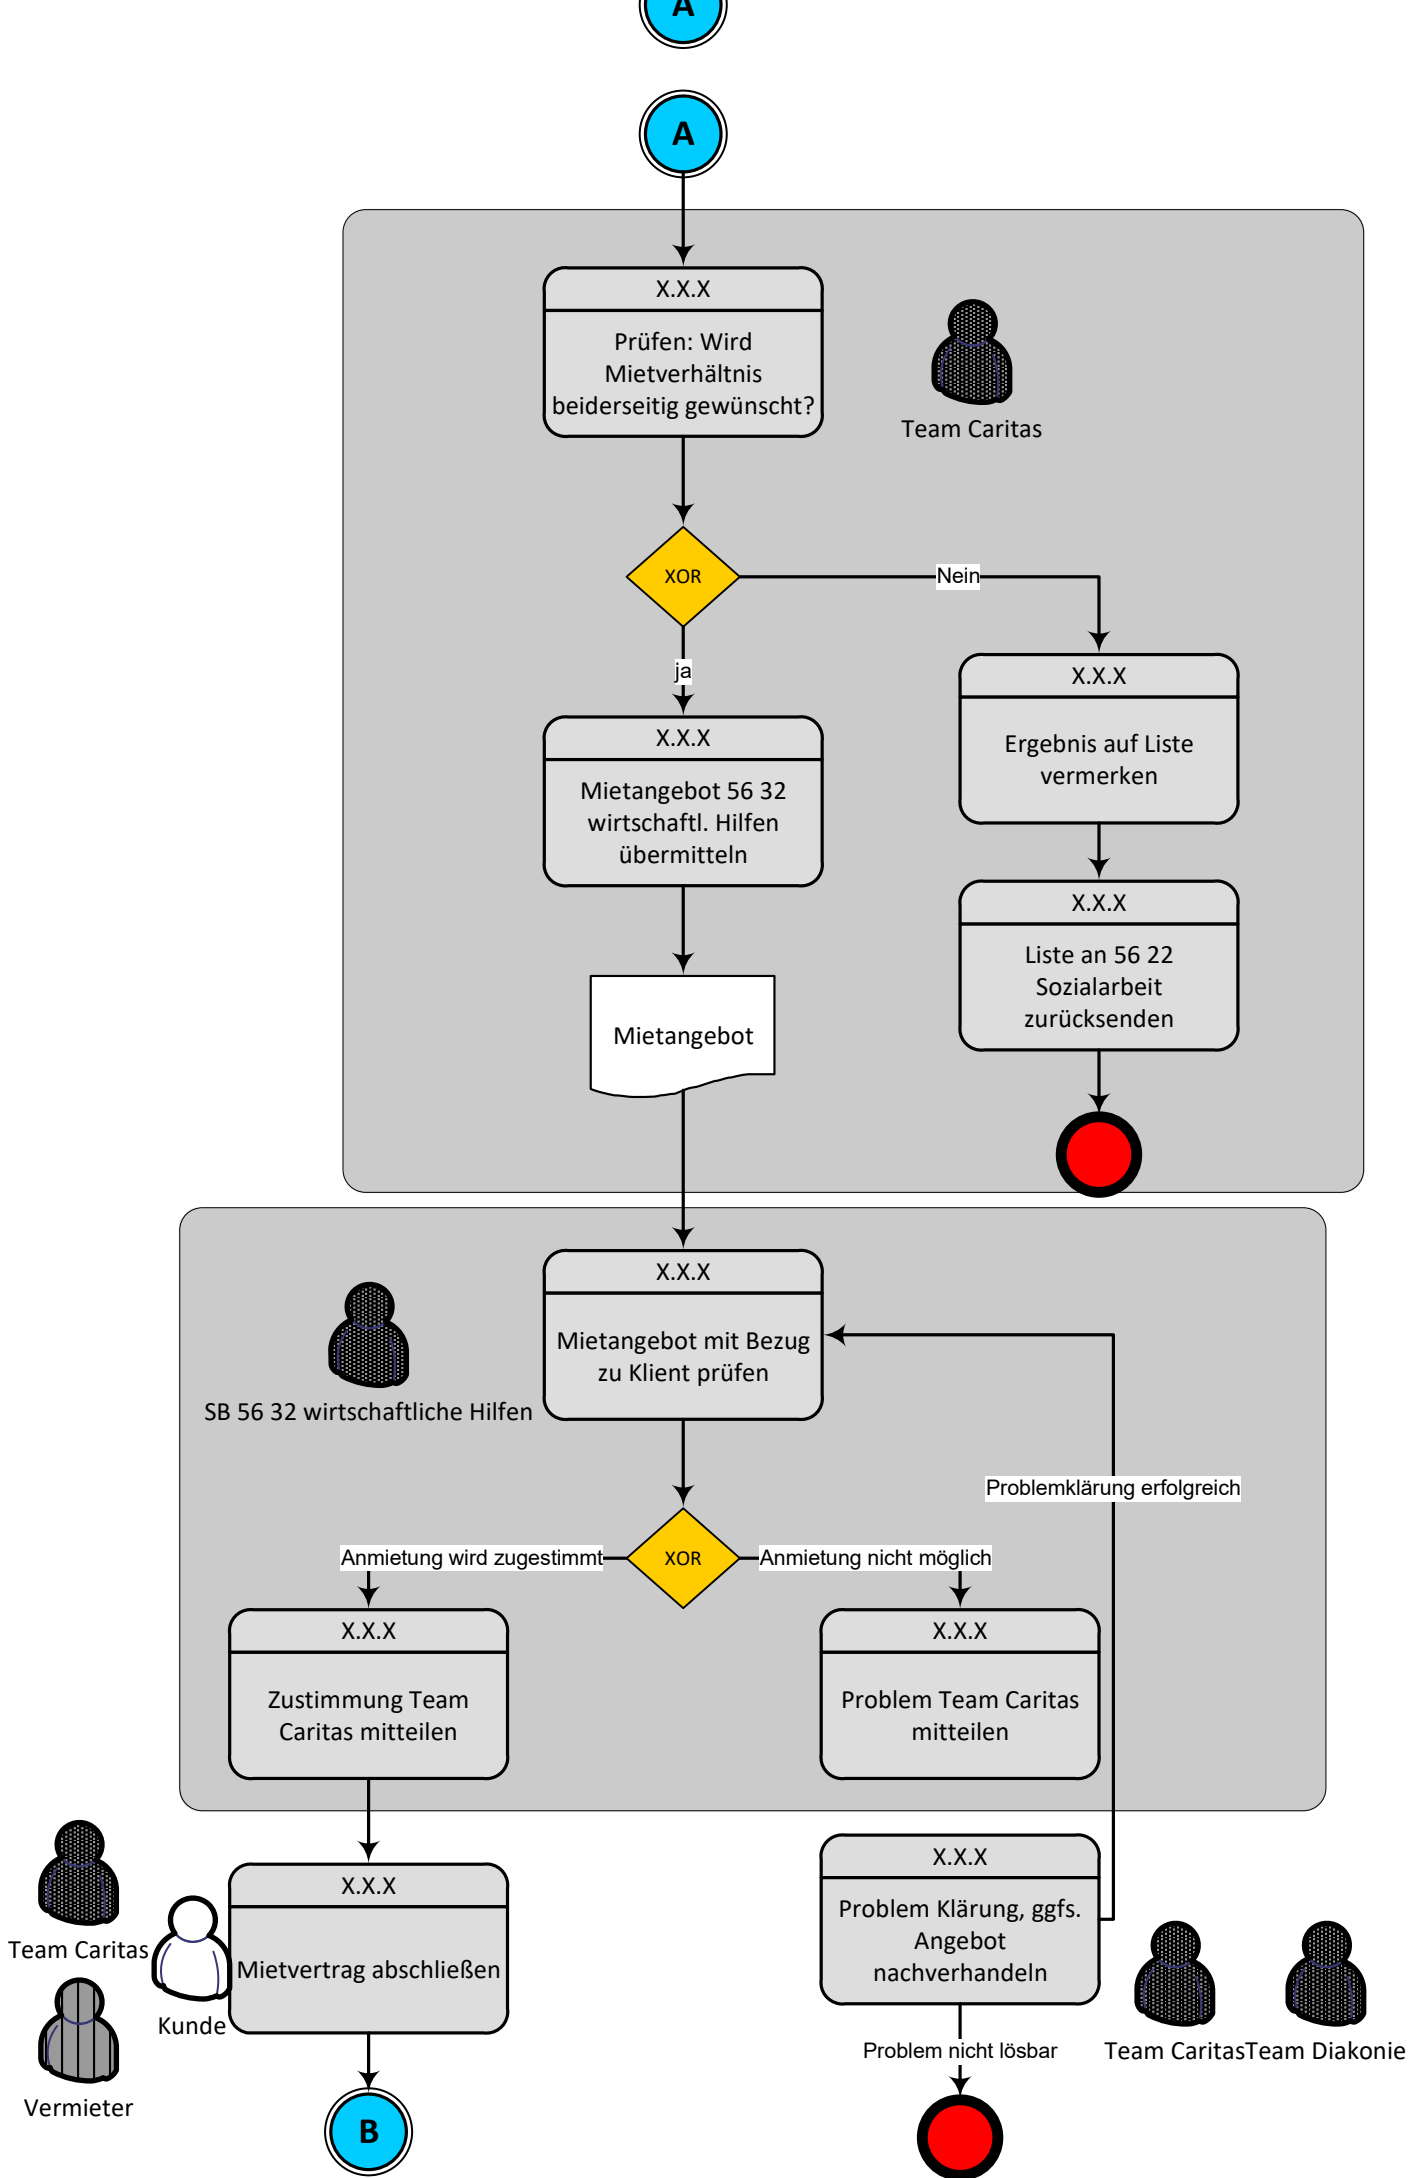 A
A
X.X.X
Prüfen: Wird
Mietverhältnis
beiderseitig gewünscht?
Team Caritas
XOR
Nein
ja
X.X.X
Ergebnis auf Liste
vermerken
X.X.X
Mietangebot 56 32
wirtschaftl. Hilfen
übermitteln
X.X.X
Liste an 56 22
Sozialarbeit
zurücksenden
Mietangebot
X.X.X
Mietangebot mit Bezug
zu Klient prüfen
SB 56 32 wirtschaftliche Hilfen
Problemklärung erfolgreich
Anmietung wird zugestimmt
XOR
Anmietung nicht möglich
X.X.X
Zustimmung Team
Caritas mitteilen
X.X.X
Problem Team Caritas
mitteilen
X.X.X
Mietvertrag abschließen
Team Caritas
Kunde
Vermieter
X.X.X
Problem Klärung, ggfs.
Angebot
nachverhandeln
Team Caritas
Team Diakonie
Problem nicht lösbar
B